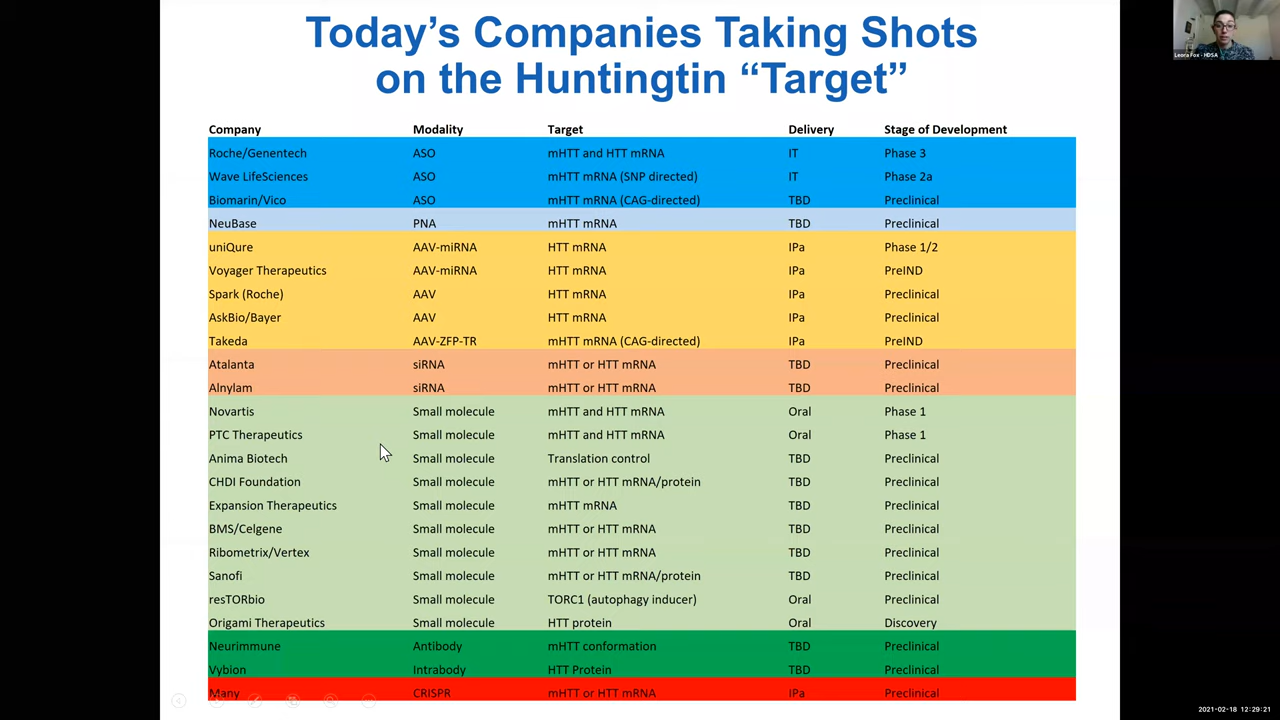 Today's Companies Taking Shots
on the Huntingtin “Target”
Leora Fox - HDSA
Company Modality Target Delivery Stage of Development
Roche/Genentech ASO mHTT and HTT mRNA IT Phase 3
Wave LifeSciences ASO mHTT mRNA (SNP directed) IT Phase 2a
Biomarin/Vico ASO mHTT mRNA (CAG-directed) TBD Preclinical
NeuBase PNA mHTT mRNA TBD Preclinical
uniQure AAV-miRNA HTT mRNA IPa Phase 1/2
Voyager Therapeutics AAV-miRNA HTT mRNA IPa PreIND
Spark (Roche) AAV HTT mRNA IPa Preclinical
AskBio/Bayer AAV HTT mRNA IPa Preclinical
Takeda AAV-ZFP-TR mHTT mRNA (CAG-directed) IPa PreIND
Atalanta siRNA mHTT or HTT mRNA TBD Preclinical
Alnylam siRNA mHTT or HTT mRNA TBD Preclinical
Novartis Small molecule mHTT and HTT mRNA Oral Phase 1
PTC Therapeutics Small molecule mHTT and HTT mRNA Oral Phase 1
Anima Biotech Small molecule Translation control TBD Preclinical
CHDI Foundation Small molecule mHTT or HTT mRNA/protein TBD Preclinical
Expansion Therapeutics Small molecule mHTT mRNA TBD Preclinical
BMS/Celgene Small molecule mHTT or HTT mRNA TBD Preclinical
Ribometrix/Vertex Small molecule mHTT or HTT mRNA TBD Preclinical
Sanofi Small molecule mHTT or HTT mRNA/protein TBD Preclinical
resTORbio Small molecule TORC1 (autophagy inducer) Oral Preclinical
Origami Therapeutics Small molecule HTT protein Oral Discovery
Neurimmune Antibody mHTT conformation TBD Preclinical
Vybion Intrabody HTT Protein TBD Preclinical
Many CRISPR mHTT or HTT mRNA IPa Preclinical
2021-02-18 12:29:21